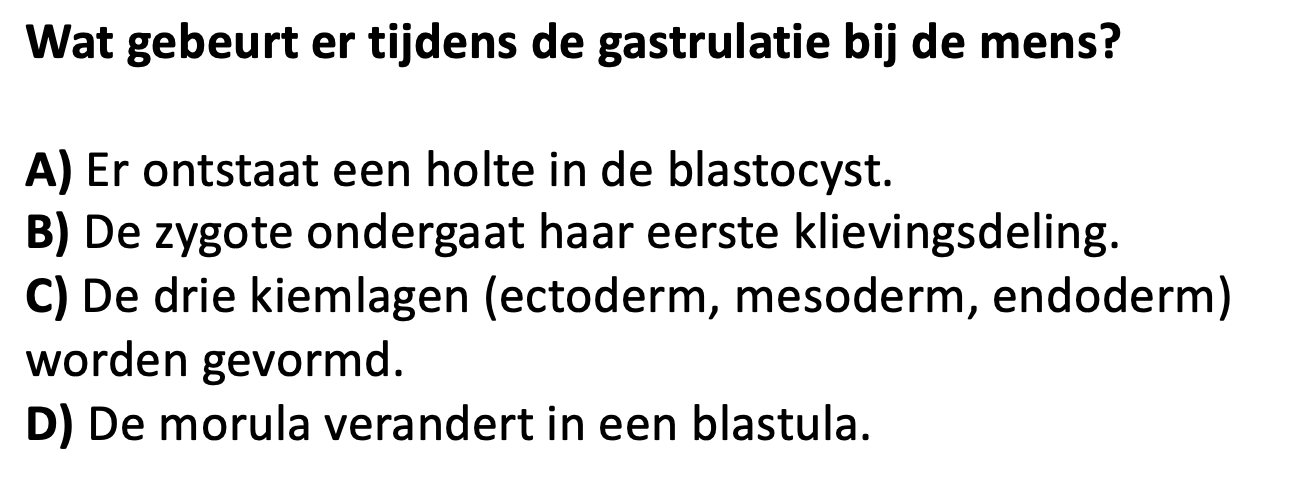 Wat gebeurt er tijdens de gastrulatie bij de mens?
A) Er ontstaat een holte in de blastocyst.
B) De zygote ondergaat haar eerste klievingsdeling.
C) De drie kiemlagen (ectoderm, mesoderm, endoderm)
worden gevormd.
D) De morula verandert in een blastula.